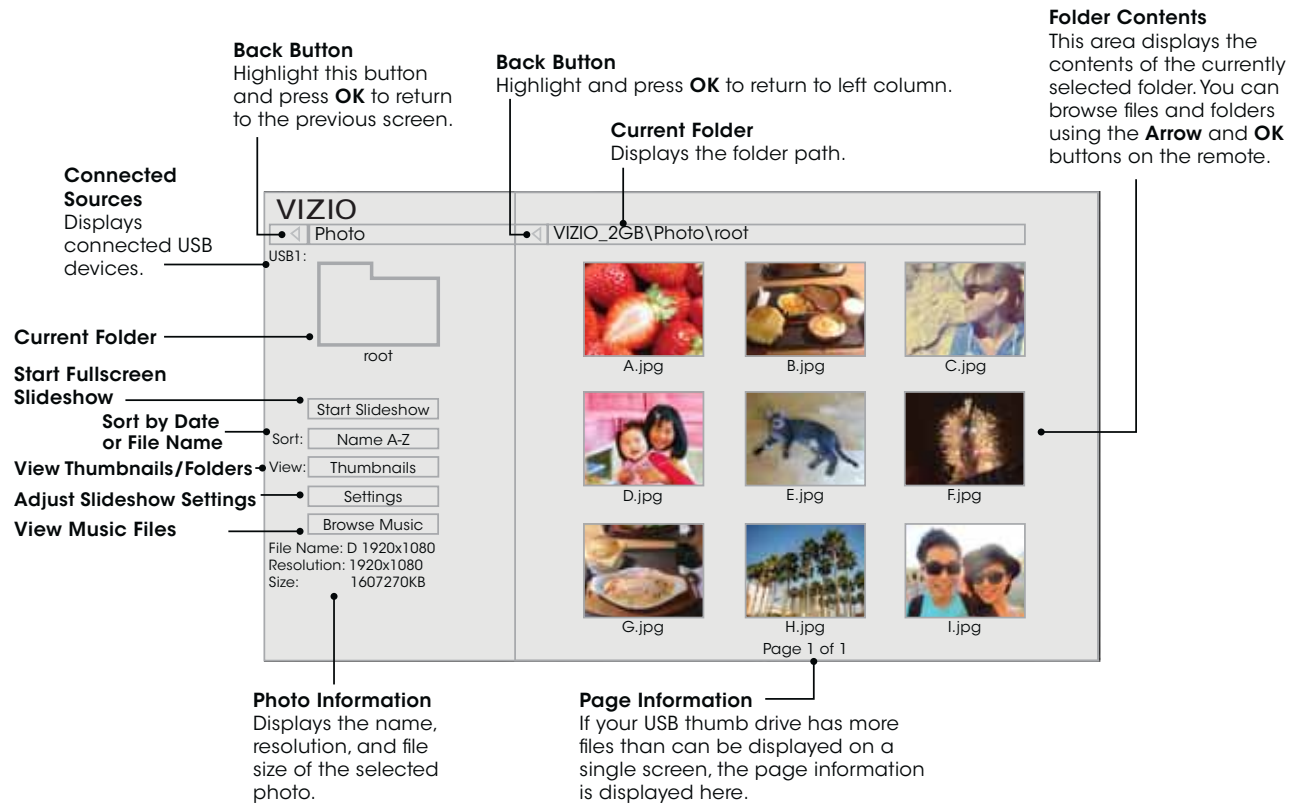 Folder Contents
This area displays the
contents of the currently
selected folder. You can
browse files and folders
using the Arrow and OK
buttons on the remote.
Back Button
Highlight this button
and press OK to return
to the previous screen.
Back Button
Highlight and press OK to return to left column.
Current Folder
Displays the folder path.
Connected
Sources
Displays
connected USB
devices.
VIZIO
Photo
VIZIO_2GB\Photo\root
USB1:
Current Folder
root
Start Fullscreen
Slideshow
Start Slideshow
Sort by Date
or File Name
Sort: Name A-Z
View Thumbnails/Folders
View: Thumbnails
Adjust Slideshow Settings
Settings
View Music Files
Browse Music
File Name: D 1920x1080
Resolution: 1920x1080
Size: 1607270KB
A.jpg
B.jpg
C.jpg
D.jpg
E.jpg
F.jpg
G.jpg
H.jpg
I.jpg
Page 1 of 1
Photo Information
Displays the name,
resolution, and file
size of the selected
photo.
Page Information
If your USB thumb drive has more
files than can be displayed on a
single screen, the page information
is displayed here.